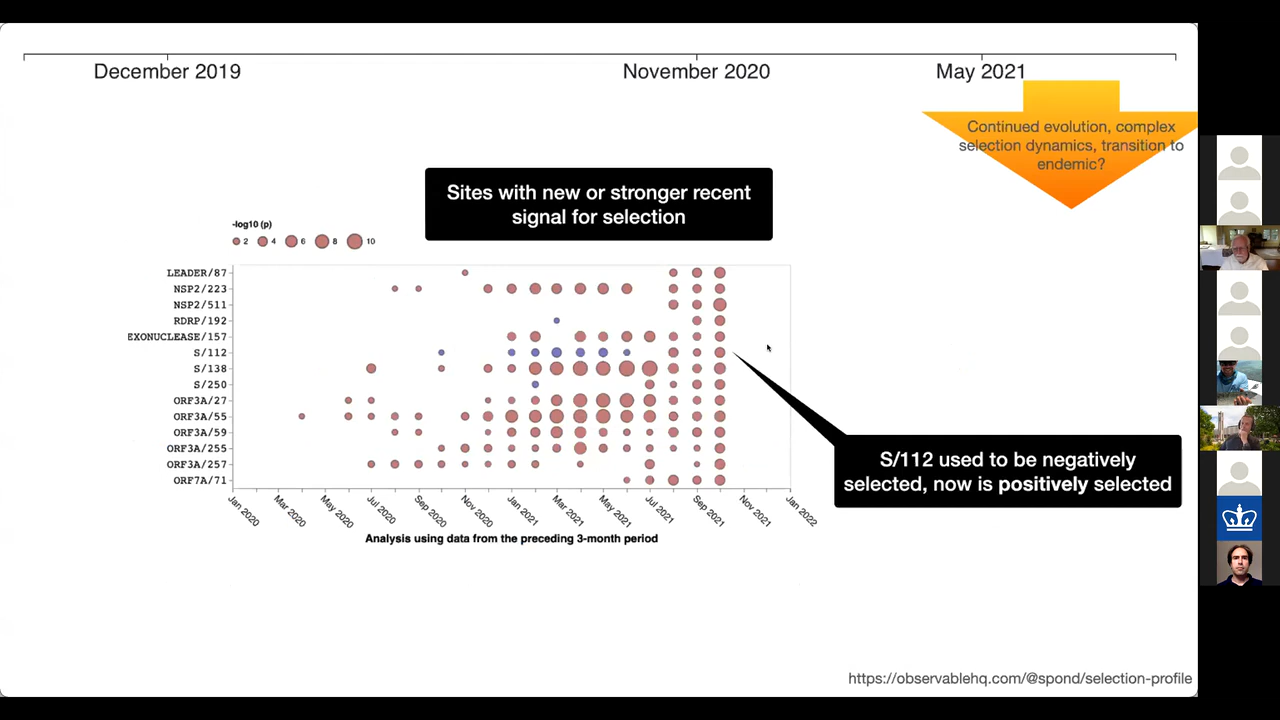 December 2019
November 2020
May 2021
Continued evolution, complex
selection dynamics, transition to
endemic?
Sites with new or stronger recent
signal for selection
-log10 (p)
2 4 6 8 10
LEADER/87
NSP2/223
NSP2/511
RDRP/192
EXONUCLEASE/157
S/112
S/138
S/250
ORF3A/27
ORF3A/55
ORF3A/59
ORF3A/255
ORF3A/257
ORF7A/71
S/112 used to be negatively
selected, now is positively selected
Jan 2020
Mar 2020
May 2020
Jul 2020
Sep 2020
Nov 2020
Jan 2021
Mar 2021
May 2021
Jul 2021
Sep 2021
Nov 2021
Jan 2022
Analysis using data from the preceding 3-month period
https://observablehq.com/@spond/selection-profile